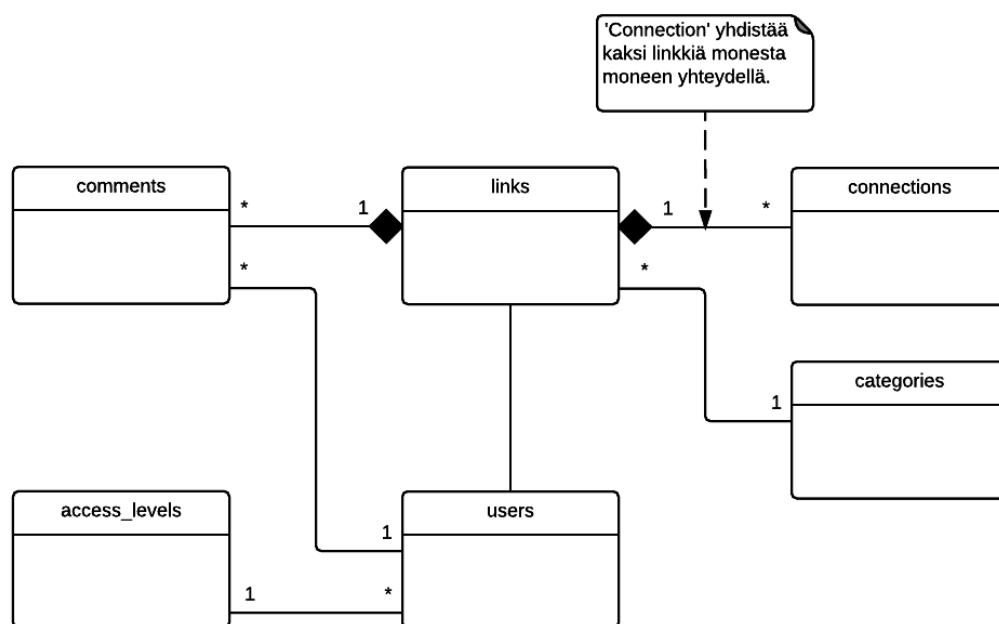 'Connection' yhdistää
kaksi linkkiä monesta
moneen yhteydellä.
comments
links
connections
* 1 1 *
* *
categories
1
access_levels
users
1
1 *